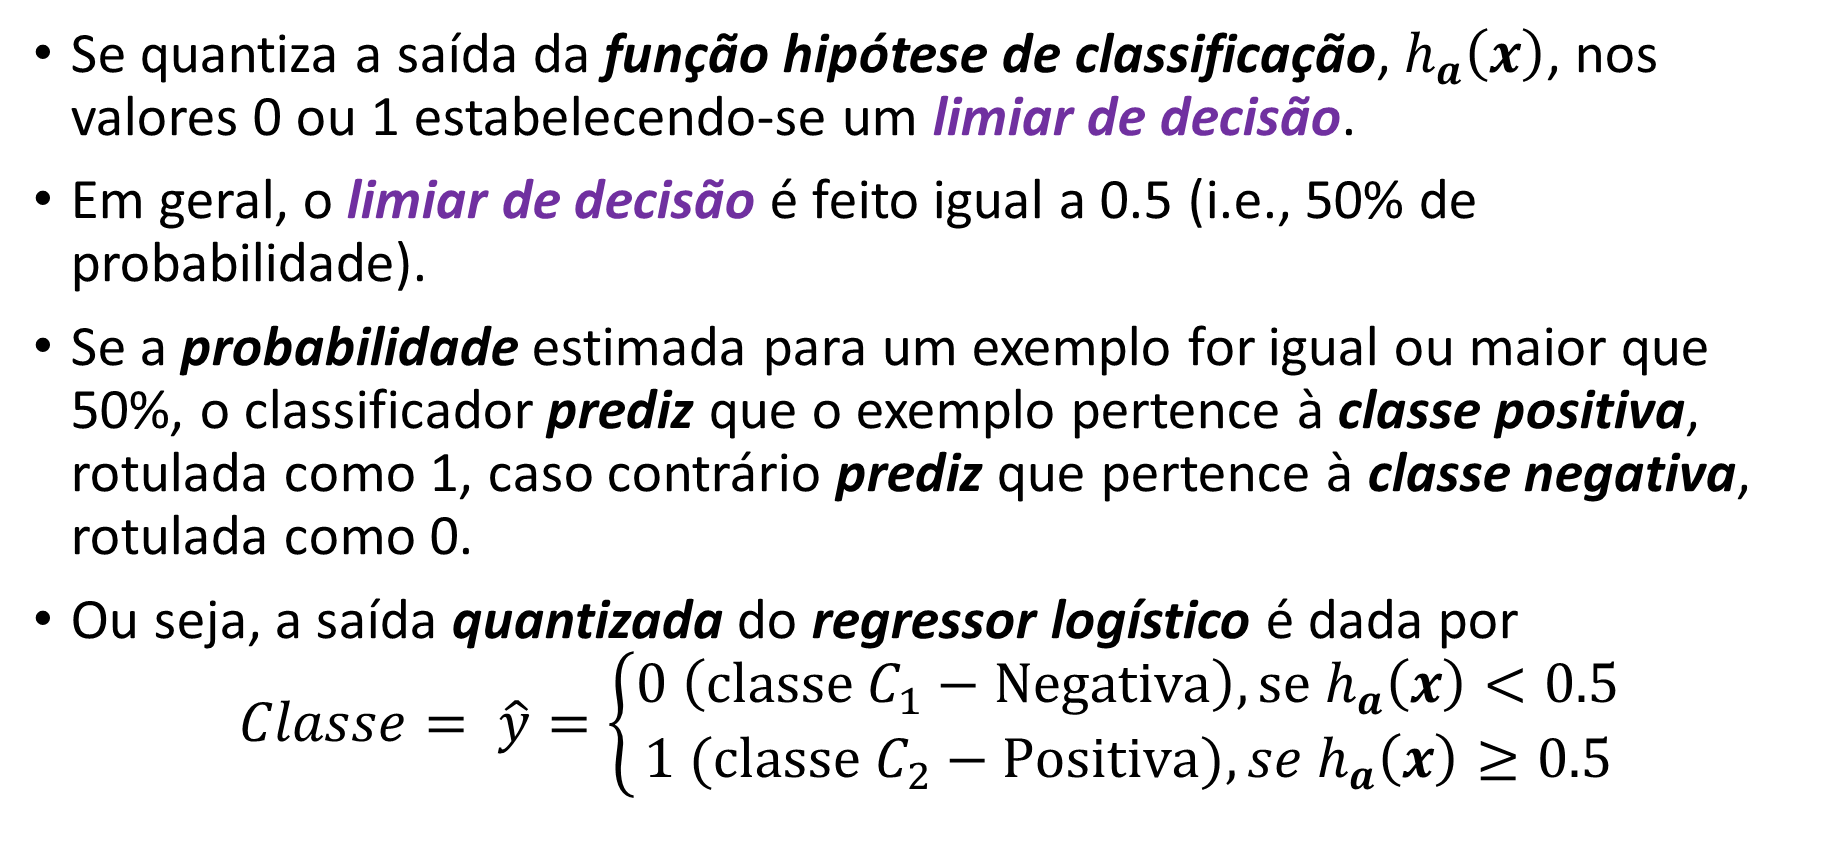 • Se quantiza a saída da função hipótese de classificação, hₐ(x), nos
valores 0 ou 1 estabelecendo-se um limiar de decisão.
• Em geral, o limiar de decisão é feito igual a 0.5 (i.e., 50% de
probabilidade).
• Se a probabilidade estimada para um exemplo for igual ou maior que
50%, o classificador prediz que o exemplo pertence à classe positiva,
rotulada como 1, caso contrário prediz que pertence à classe negativa,
rotulada como 0.
• Ou seja, a saída quantizada do regressor logístico é dada por
Classe = ŷ = {0 (classe C₁ − Negativa), se hₐ(x) < 0.5
1 (classe C₂ − Positiva), se hₐ(x) ≥ 0.5